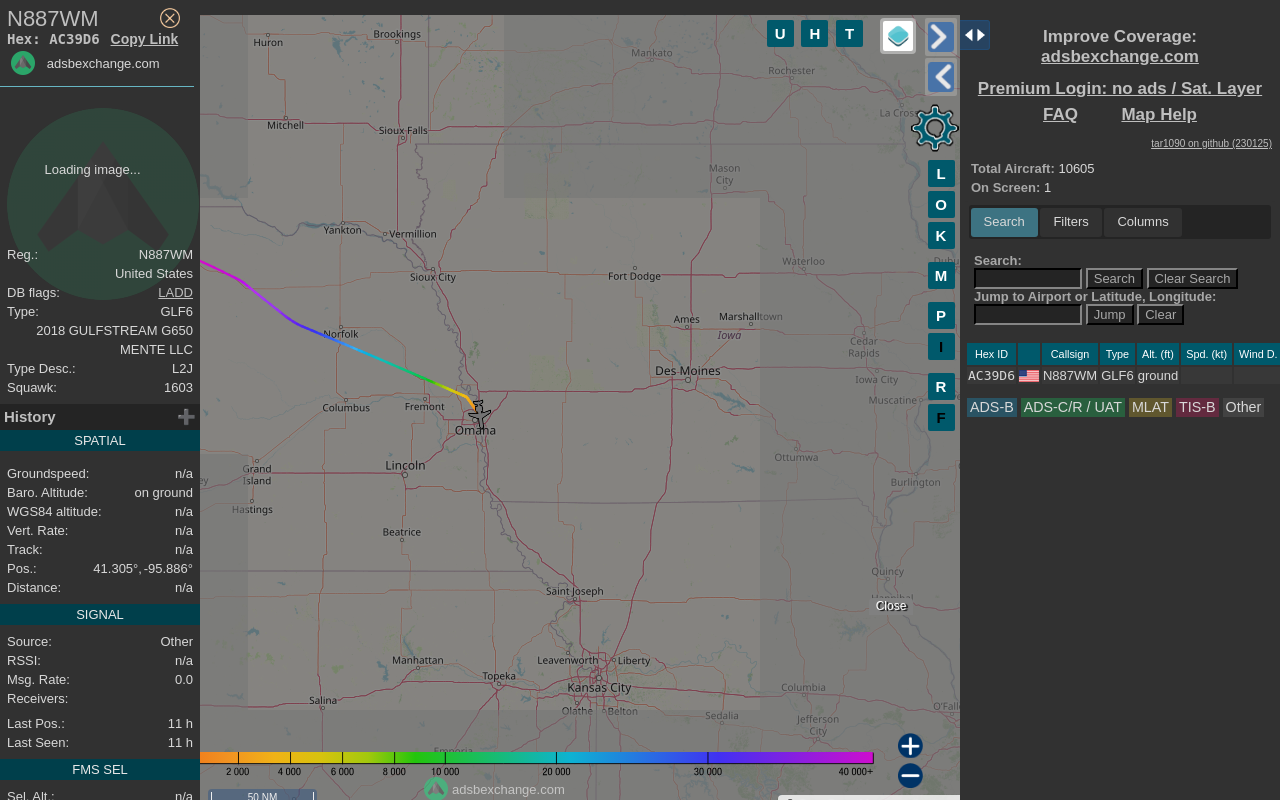 N887WM
Hex: AC39D6 Copy Link
adsbexchange.com
Loading image...
Reg.: N887WM
United States
DB flags: LADD
Type: GLF6
2018 GULFSTREAM G650
MENTE LLC
Type Desc.: L2J
Squawk: 1603
History
SPATIAL
Groundspeed: n/a
Baro. Altitude: on ground
WGS84 altitude: n/a
Vert. Rate: n/a
Track: n/a
Pos.: 41.305°, -95.886°
Distance: n/a
SIGNAL
Source: Other
RSSI: n/a
Msg. Rate: 0.0
Receivers:
Last Pos.: 11 h
Last Seen: 11 h
FMS SEL
Sel. Alt.: n/a
U H T
L
O
K
M
P
I
R
F
Huron
Brookings
Mankato
Rochester
La Cross
Mitchell
Sioux Falls
Mason
City
Yankton
Vermillion
Sioux City
Fort Dodge
Waterloo
Dubu
Norfolk
Ames
Marshalltown
Iowa
Cedar
Rapids
Des Moines
Iowa City
Columbus
Fremont
Muscatine
Omaha
Lincoln
Grand
Island
Ottumwa
Burlington
Hastings
ey
Beatrice
Quincy
Hannibal
Saint Joseph
Close
Manhattan
Leavenworth
Liberty
Topeka
Kansas City
Columbia
Salina
Olathe
Belton
Sedalia
Jefferson
City
O'Fall
Emporia
2 000 4 000 6 000 8 000 10 000 20 000 30 000 40 000+
adsbexchange.com
50 NM
Improve Coverage:
adsbexchange.com
Premium Login: no ads / Sat. Layer
FAQ Map Help
tar1090 on github (230125)
Total Aircraft: 10605
On Screen: 1
Search Filters Columns
Search:
Search Clear Search
Jump to Airport or Latitude, Longitude:
Jump Clear
Hex ID Callsign Type Alt. (ft) Spd. (kt) Wind D.
AC39D6 N887WM GLF6 ground
ADS-B ADS-C/R / UAT MLAT TIS-B Other